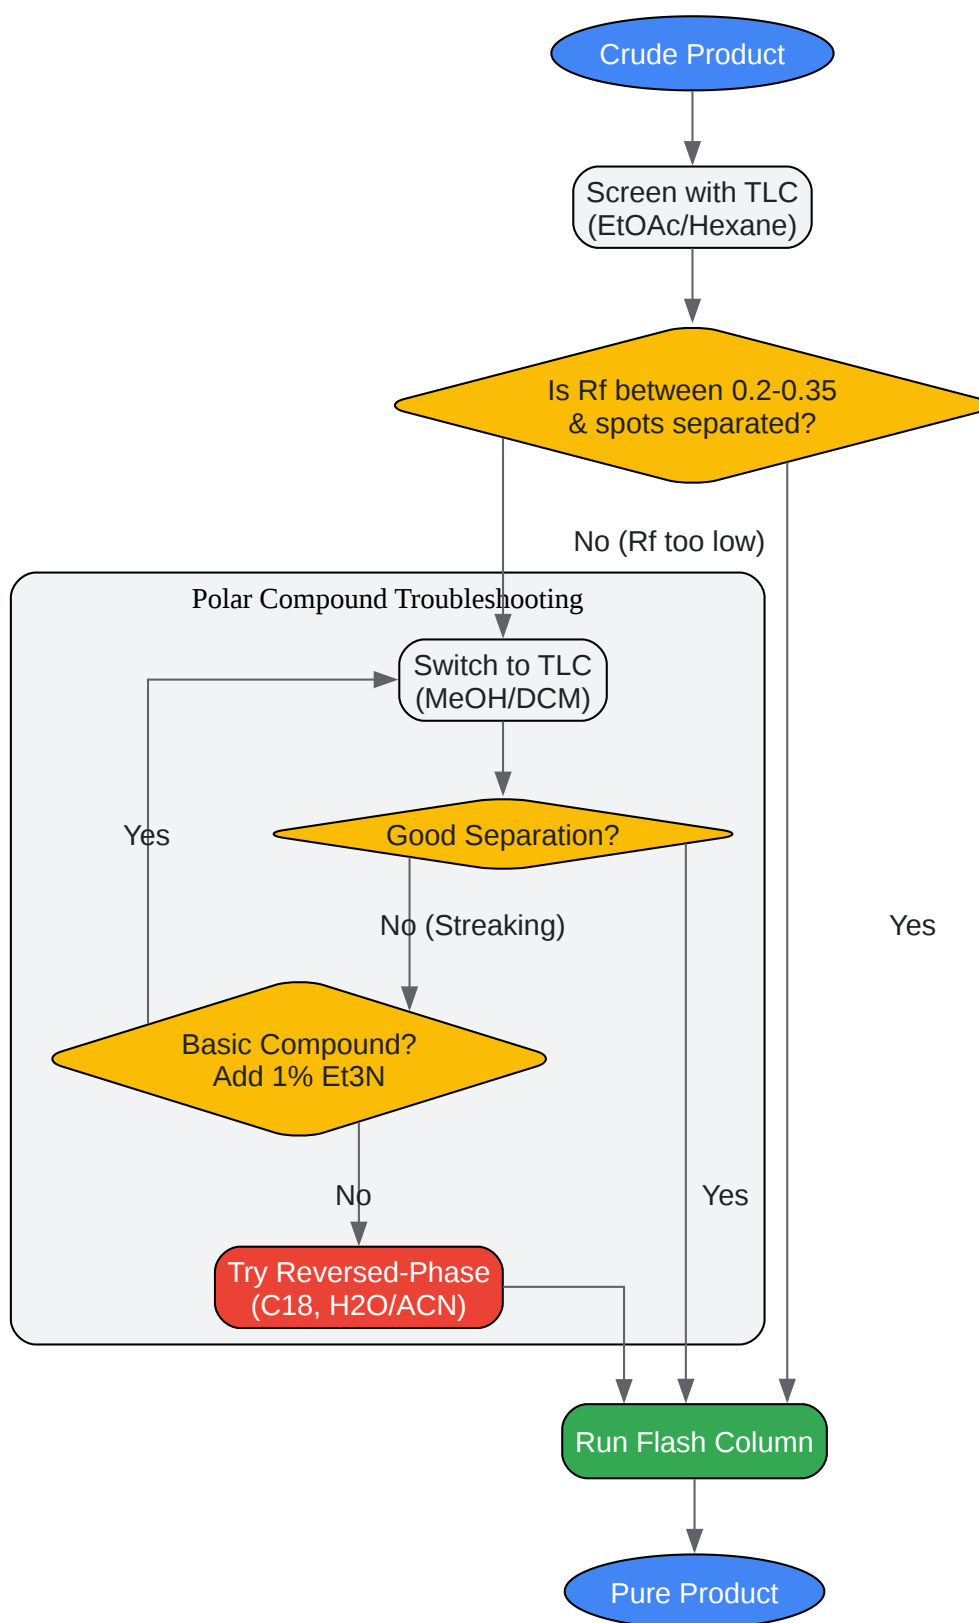 Crude Product
Screen with TLC
(EtOAc/Hexane)
Is Rf between 0.2-0.35
& spots separated?
No (Rf too low)
Polar Compound Troubleshooting
Switch to TLC
(MeOH/DCM)
Yes
Good Separation?
No (Streaking)
Yes
Basic Compound?
Add 1% Et3N
No
Yes
Try Reversed-Phase
(C18, H2O/ACN)
Run Flash Column
Pure Product